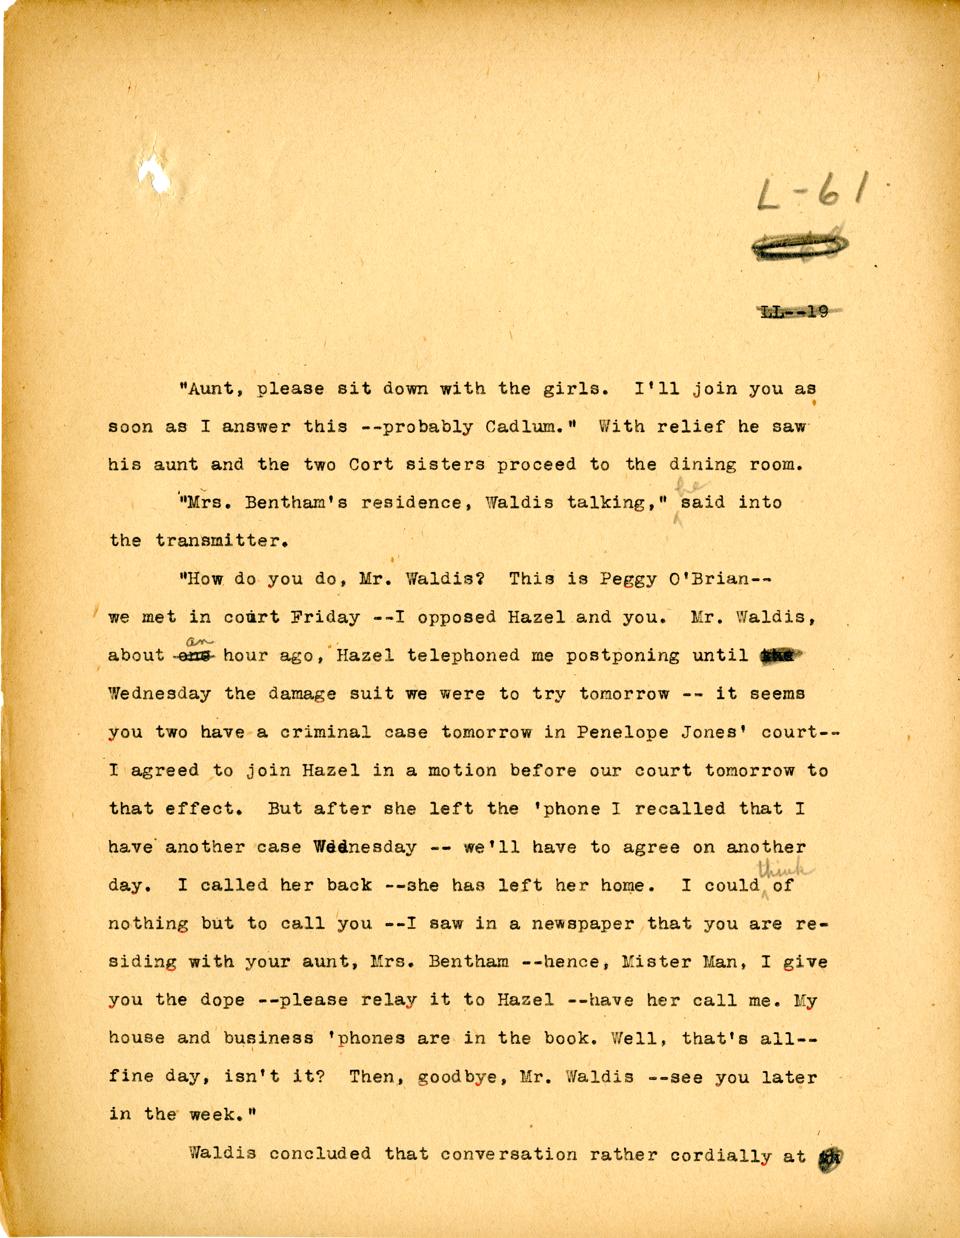 L-61
68
LL--19
"Aunt, please sit down with the girls. I'll join you as
soon as I answer this --probably Cadlum." With relief he saw
his aunt and the two Cort sisters proceed to the dining room.
"Mrs. Bentham's residence, Waldis talking," he said into
the transmitter.
"How do you do, Mr. Waldis? This is Peggy O'Brian--
we met in court Friday --I opposed Hazel and you. Mr. Waldis,
about one an hour ago, Hazel telephoned me postponing until the
Wednesday the damage suit we were to try tomorrow -- it seems
you two have a criminal case tomorrow in Penelope Jones' court--
I agreed to join Hazel in a motion before our court tomorrow to
that effect. But after she left the 'phone I recalled that I
have another case Wednesday -- we'll have to agree on another
day. I called her back --she has left her home. I could think of
nothing but to call you --I saw in a newspaper that you are re-
siding with your aunt, Mrs. Bentham --hence, Mister Man, I give
you the dope --please relay it to Hazel --have her call me. My
house and business 'phones are in the book. Well, that's all--
fine day, isn't it? Then, goodbye, Mr. Waldis --see you later
in the week."
Waldis concluded that conversation rather cordially at